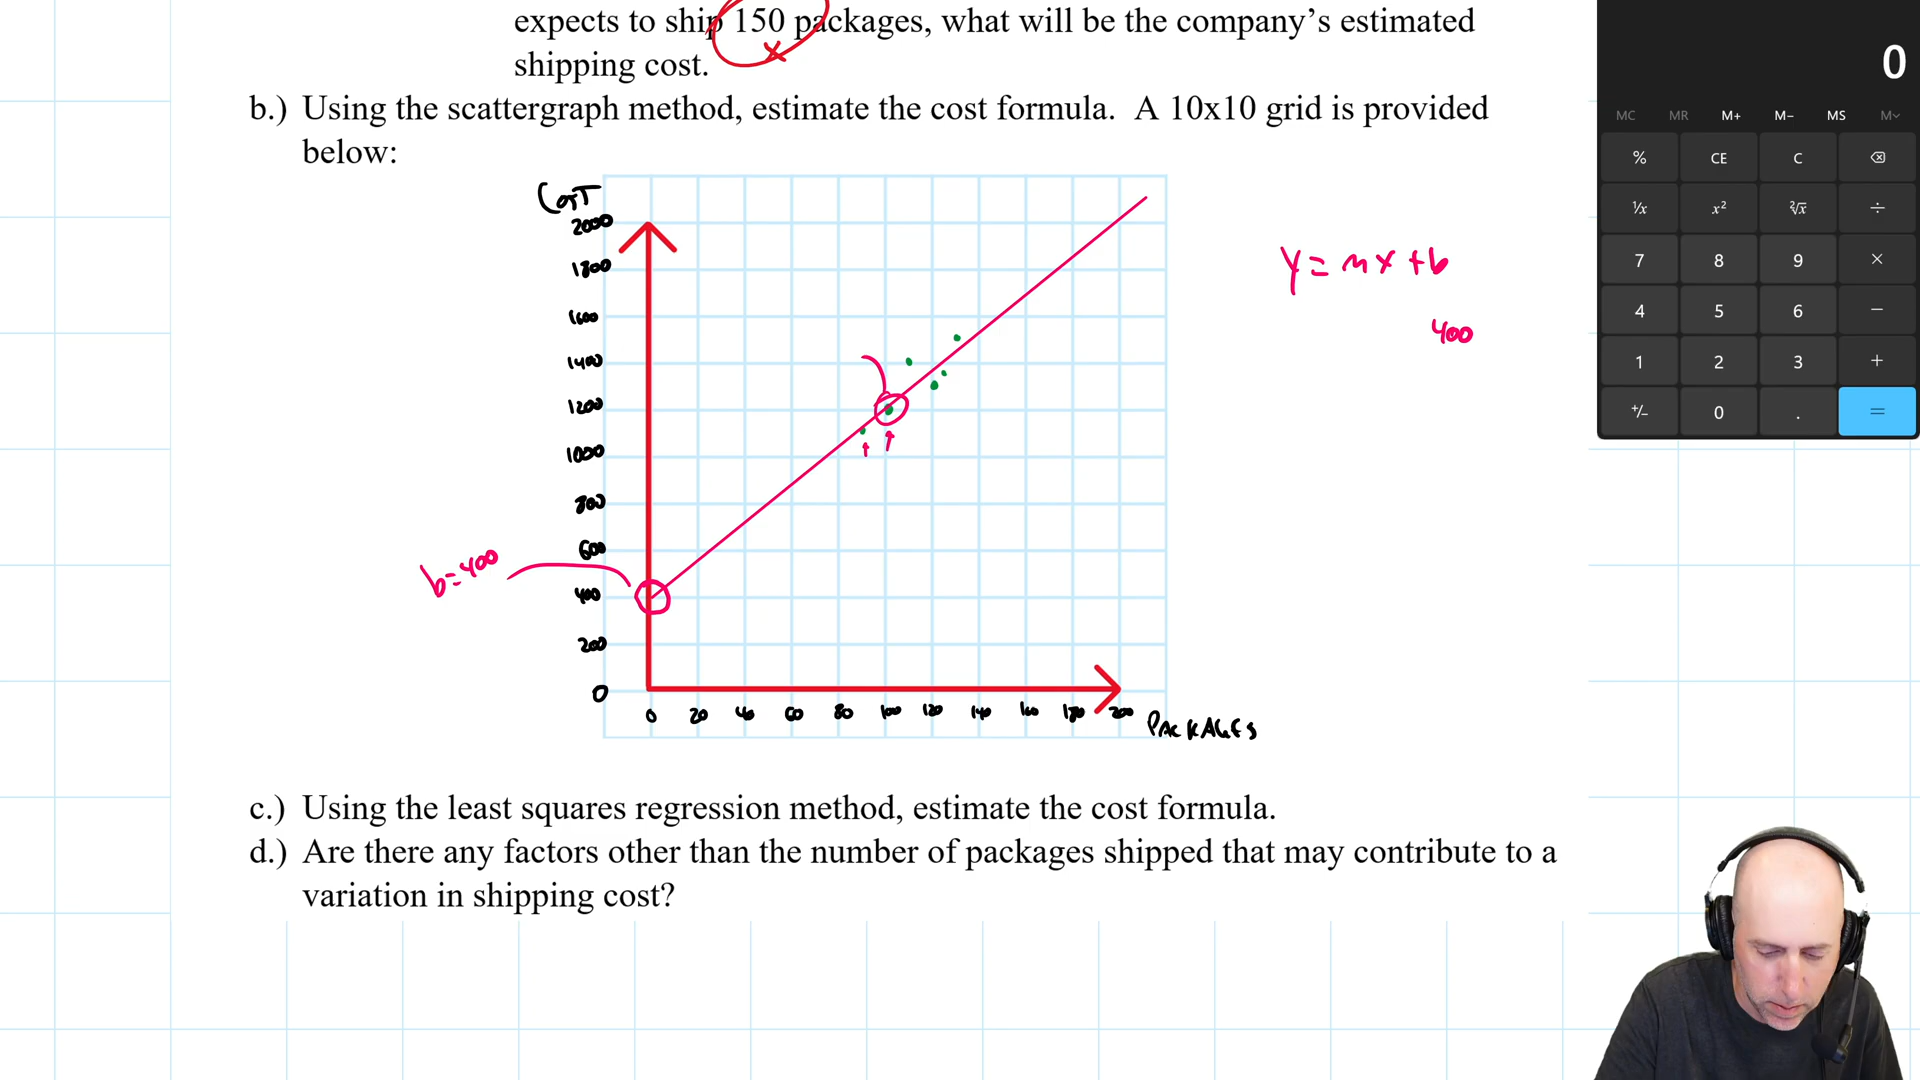 expects to ship 150 packages, what will be the company’s estimated
x
shipping cost.
b.) Using the scattergraph method, estimate the cost formula. A 10x10 grid is provided
below:
COST
2000
1800
1600
1400
1200
1000
800
600
400
200
0
0 20 40 60 80 100 120 140 160 180 200
PACKAGES
b=400
y = mx + b
400
c.) Using the least squares regression method, estimate the cost formula.
d.) Are there any factors other than the number of packages shipped that may contribute to a
variation in shipping cost?
0
MC MR M+ M− MS M˅
% CE C ⌫
¹/x x² ²√x ÷
7 8 9 ×
4 5 6 −
1 2 3 +
+/− 0 . =